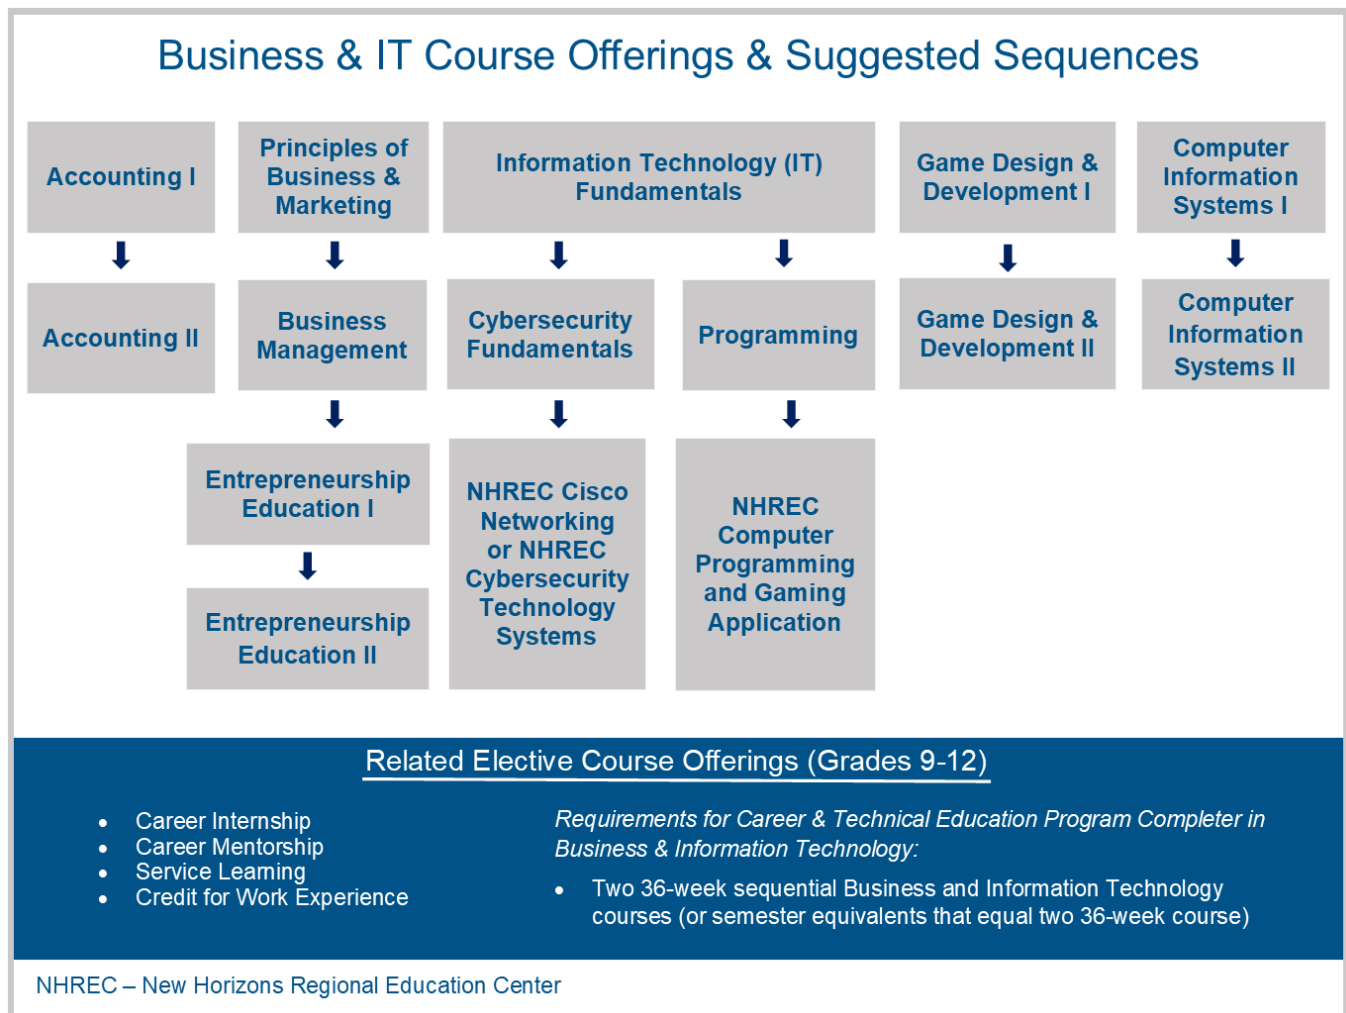 Business & IT Course Offerings & Suggested Sequences
Accounting I
Principles of
Business &
Marketing
Information Technology (IT)
Fundamentals
Game Design &
Development I
Computer
Information
Systems I
Accounting II
Business
Management
Cybersecurity
Fundamentals
Programming
Game Design &
Development II
Computer
Information
Systems II
Entrepreneurship
Education I
Entrepreneurship
Education II
NHREC Cisco
Networking
or NHREC
Cybersecurity
Technology
Systems
NHREC
Computer
Programming
and Gaming
Application
Related Elective Course Offerings (Grades 9-12)
• Career Internship
• Career Mentorship
• Service Learning
• Credit for Work Experience
Requirements for Career & Technical Education Program Completer in
Business & Information Technology:
• Two 36-week sequential Business and Information Technology
courses (or semester equivalents that equal two 36-week course)
NHREC – New Horizons Regional Education Center